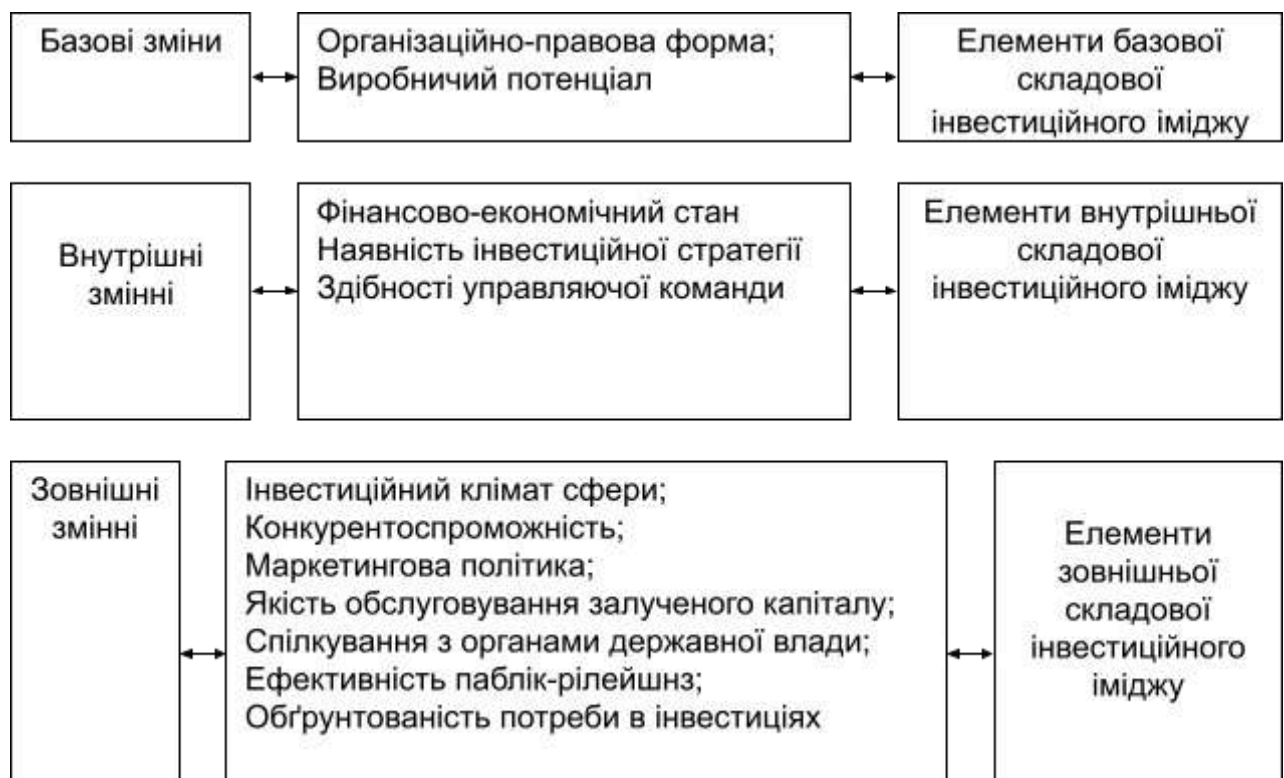 Базові зміни
Організаційно-правова форма;
Виробничий потенціал
Елементи базової
складової
інвестиційного іміджу
Внутрішні
змінні
Фінансово-економічний стан
Наявність інвестиційної стратегії
Здібності управляючої команди
Елементи внутрішньої
складової
інвестиційного іміджу
Зовнішні
змінні
Інвестиційний клімат сфери;
Конкурентоспроможність;
Маркетингова політика;
Якість обслуговування залученого капіталу;
Спілкування з органами державної влади;
Ефективність паблік-рілейшнз;
Обґрунтованість потреби в інвестиціях
Елементи
зовнішньої
складової
інвестиційного
іміджу